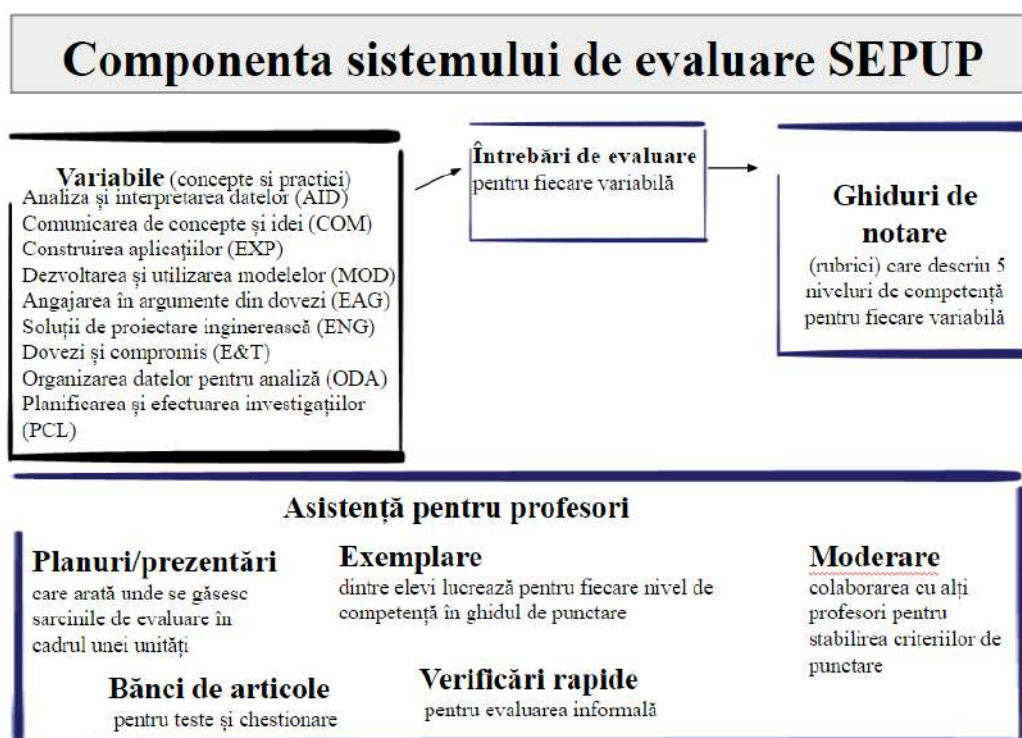 Componenta sistemului de evaluare SEPUP
Variabile (concepte si practici)
Analiza și interpretarea datelor (AID)
Comunicarea de concepte și idei (COM)
Construirea aplicațiilor (EXP)
Dezvoltarea și utilizarea modelelor (MOD)
Angajarea în argumente din dovezi (EAG)
Soluții de proiectare inginerească (ENG)
Dovezi și compromis (E&T)
Organizarea datelor pentru analiză (ODA)
Planificarea și efectuarea investigațiilor
(PCL)
Întrebări de evaluare
pentru fiecare variabilă
Ghiduri de
notare
(rubrici) care descriu 5
niveluri de competență
pentru fiecare variabilă
Asistență pentru profesori
Planuri/prezentări
care arată unde se găsesc
sarcinile de evaluare în
cadrul unei unități
Exemplare
dintre elevi lucrează pentru fiecare nivel de
competență în ghidul de punctare
Moderare
colaborarea cu alți
profesori pentru
stabilirea criteriilor de
punctare
Bănci de articole
pentru teste și chestionare
Verificări rapide
pentru evaluarea informală